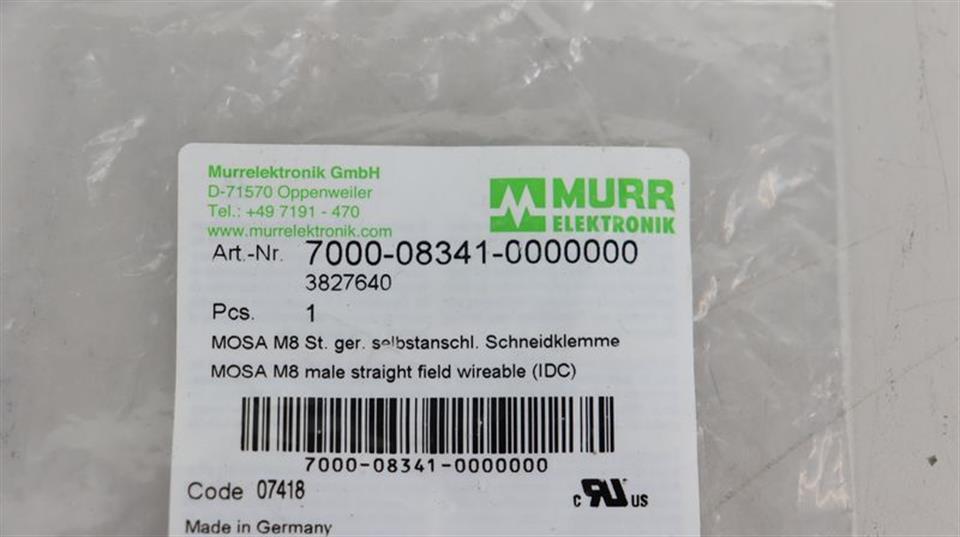 Murrelektronik GmbH
D-71570 Oppenweiler
Tel.: +49 7191 - 470
www.murrelektronik.com
MURR
ELEKTRONIK
Art.-Nr. 7000-08341-0000000
3827640
Pcs. 1
MOSA M8 St. ger. selbstanschl. Schneidklemme
MOSA M8 male straight field wireable (IDC)
7000-08341-0000000
Code 07418
c RU US
Made in Germany